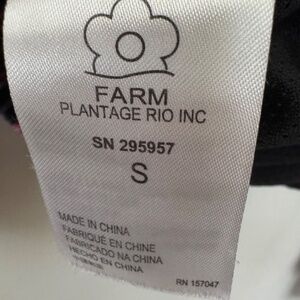 FARM
PLANTAGE RIO INC
SN 295957
S
MADE IN CHINA
FABRIQUÉ EN CHINE
FABRICADO NA CHINA
HECHO EN CHINA
RN 157047